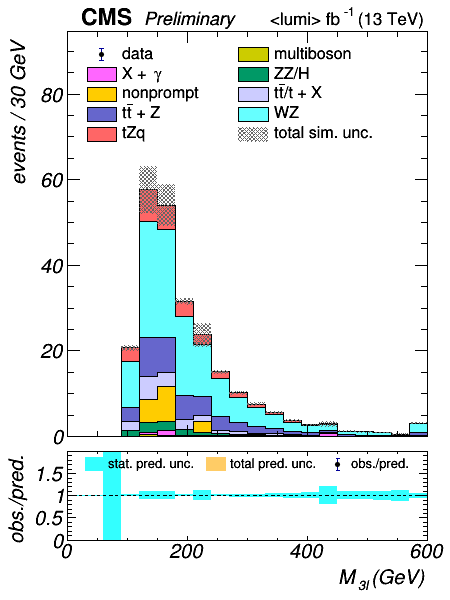 CMS Preliminary <lumi> fb⁻¹ (13 TeV)
events / 30 GeV
data
X + γ
nonprompt
tt̄ + Z
tZq
multiboson
ZZ/H
tt̄/t + X
WZ
total sim. unc.
80
60
40
20
0
obs./pred.
stat. pred. unc. total pred. unc. obs./pred.
1.5
1
0.5
0
0 200 400 600
M₃ₗ (GeV)